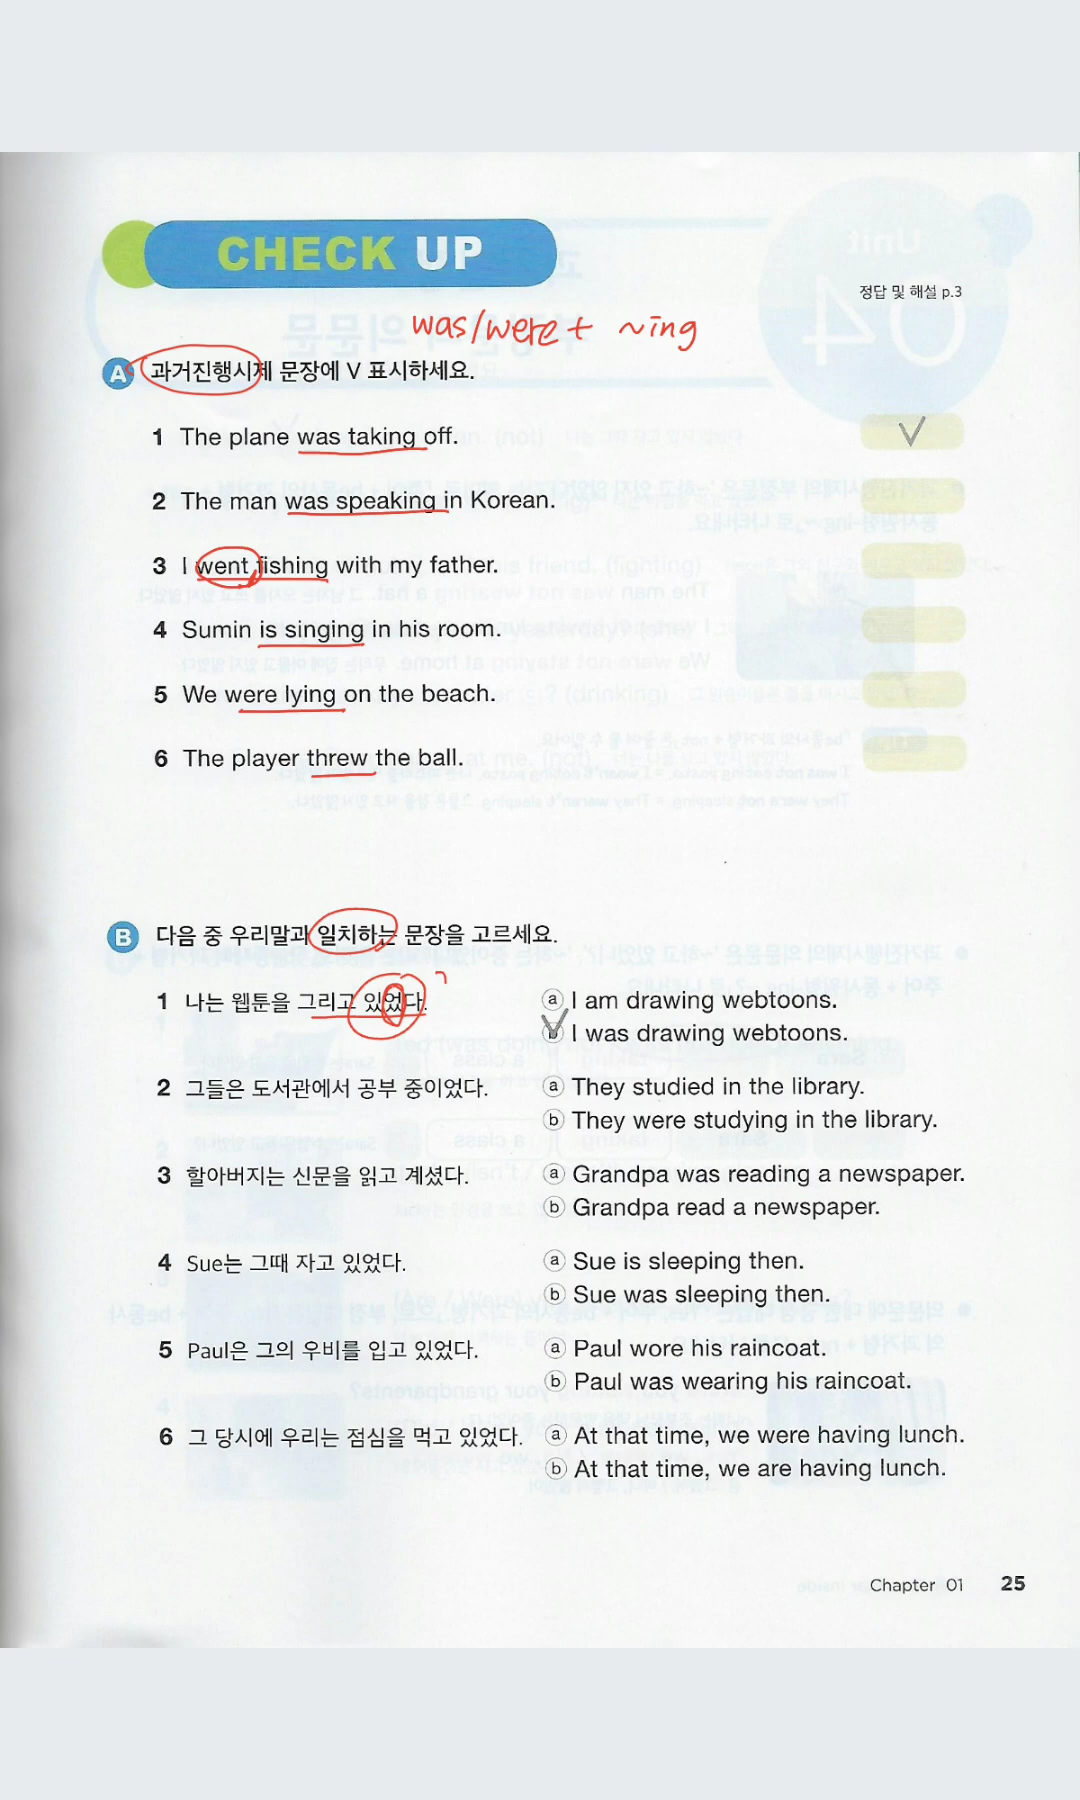 CHECK UP
정답 및 해설 p.3
was/were + ~ing
A 과거진행시제 문장에 V 표시하세요.
1 The plane was taking off.
2 The man was speaking in Korean.
3 I went fishing with my father.
4 Sumin is singing in his room.
5 We were lying on the beach.
6 The player threw the ball.
B 다음 중 우리말과 일치하는 문장을 고르세요.
1 나는 웹툰을 그리고 있었다.
ⓐ I am drawing webtoons.
ⓑ I was drawing webtoons.
2 그들은 도서관에서 공부 중이었다.
ⓐ They studied in the library.
ⓑ They were studying in the library.
3 할아버지는 신문을 읽고 계셨다.
ⓐ Grandpa was reading a newspaper.
ⓑ Grandpa read a newspaper.
4 Sue는 그때 자고 있었다.
ⓐ Sue is sleeping then.
ⓑ Sue was sleeping then.
5 Paul은 그의 우비를 입고 있었다.
ⓐ Paul wore his raincoat.
ⓑ Paul was wearing his raincoat.
6 그 당시에 우리는 점심을 먹고 있었다.
ⓐ At that time, we were having lunch.
ⓑ At that time, we are having lunch.
Chapter 01 25